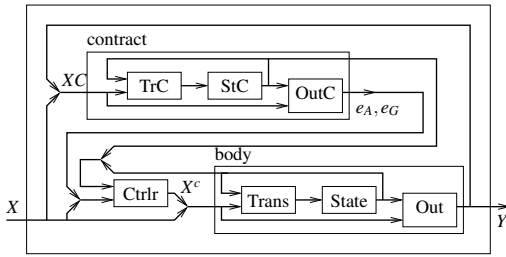 contract
XC
TrC
StC
OutC
e_A, e_G
body
X^c
Ctrlr
Trans
State
Out
X
Y